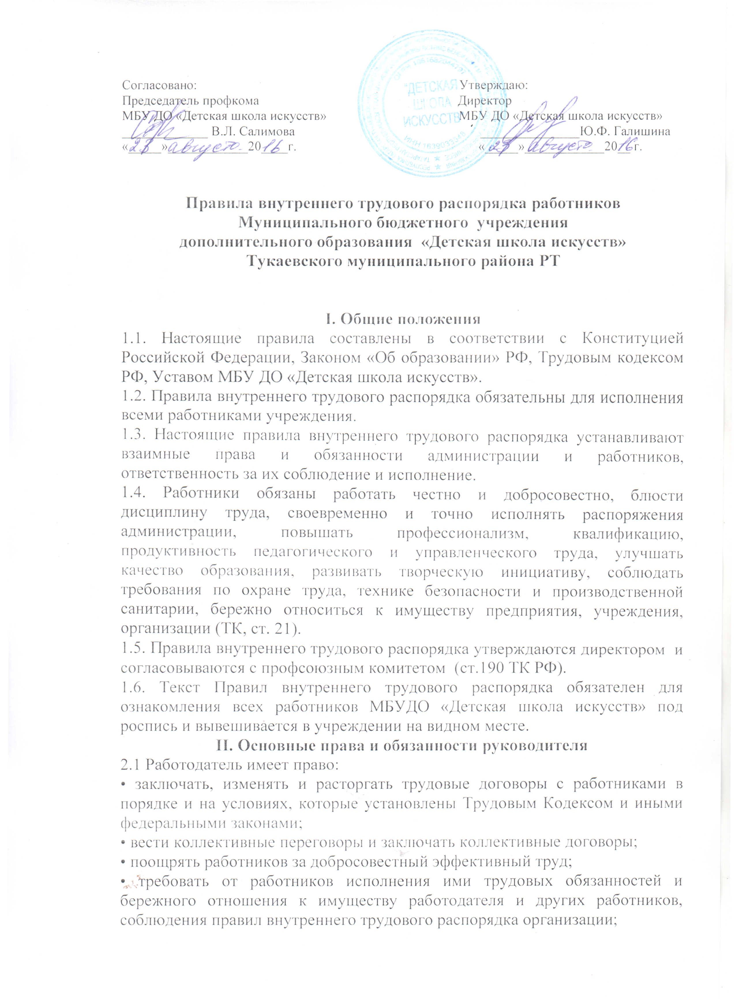 Согласовано:
Председатель профкома
МБУ ДО «Детская школа искусств»
В.Л. Салимова
« » августа 2016 г.
"ДЕТСКАЯ
ШКОЛА
ИСКУССТВ"
ИНН 1639033548
Утверждаю:
Директор
МБУ ДО «Детская школа искусств»
Ю.Ф. Галишина
« » августа 2016 г.
Правила внутреннего трудового распорядка работников
Муниципального бюджетного учреждения
дополнительного образования «Детская школа искусств»
Тукаевского муниципального района РТ
I. Общие положения
1.1. Настоящие правила составлены в соответствии с Конституцией
Российской Федерации, Законом «Об образовании» РФ, Трудовым кодексом
РФ, Уставом МБУ ДО «Детская школа искусств».
1.2. Правила внутреннего трудового распорядка обязательны для исполнения
всеми работниками учреждения.
1.3. Настоящие правила внутреннего трудового распорядка устанавливают
взаимные права и обязанности администрации и работников,
ответственность за их соблюдение и исполнение.
1.4. Работники обязаны работать честно и добросовестно, блюсти
дисциплину труда, своевременно и точно исполнять распоряжения
администрации, повышать профессионализм, квалификацию,
продуктивность педагогического и управленческого труда, улучшать
качество образования, развивать творческую инициативу, соблюдать
требования по охране труда, технике безопасности и производственной
санитарии, бережно относиться к имуществу предприятия, учреждения,
организации (ТК, ст. 21).
1.5. Правила внутреннего трудового распорядка утверждаются директором и
согласовываются с профсоюзным комитетом (ст.190 ТК РФ).
1.6. Текст Правил внутреннего трудового распорядка обязателен для
ознакомления всех работников МБУДО «Детская школа искусств» под
роспись и вывешивается в учреждении на видном месте.
II. Основные права и обязанности руководителя
2.1 Работодатель имеет право:
• заключать, изменять и расторгать трудовые договоры с работниками в
порядке и на условиях, которые установлены Трудовым Кодексом и иными
федеральными законами;
• вести коллективные переговоры и заключать коллективные договоры;
• поощрять работников за добросовестный эффективный труд;
• требовать от работников исполнения ими трудовых обязанностей и
бережного отношения к имуществу работодателя и других работников,
соблюдения правил внутреннего трудового распорядка организации;